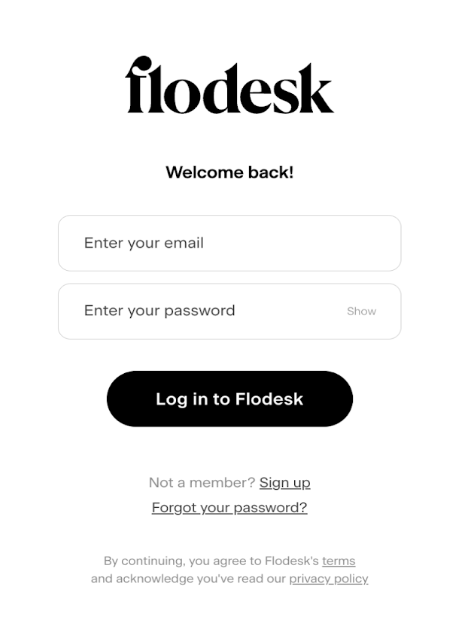 flodesk
Welcome back!
Enter your email
Enter your password
Show
Log in to Flodesk
Not a member? Sign up
Forgot your password?
By continuing, you agree to Flodesk's terms
and acknowledge you've read our privacy policy